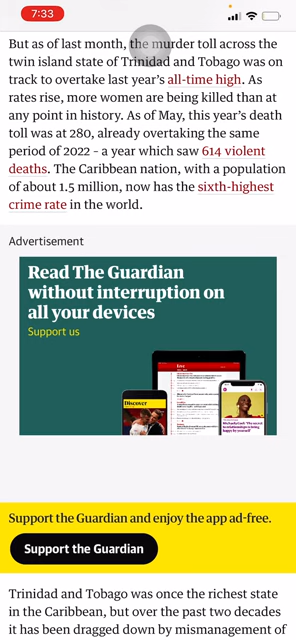 7:33
But as of last month, the murder toll across the
twin island state of Trinidad and Tobago was on
track to overtake last year's all-time high. As
rates rise, more women are being killed than at
any point in history. As of May, this year's death
toll was at 280, already overtaking the same
period of 2022 – a year which saw 614 violent
deaths. The Caribbean nation, with a population
of about 1.5 million, now has the sixth-highest
crime rate in the world.
Advertisement
Read The Guardian
without interruption on
all your devices
Support us
Discover
Support the Guardian and enjoy the app ad-free.
Support the Guardian
Trinidad and Tobago was once the richest state
in the Caribbean, but over the past two decades
it has been dragged down by mismanagement of